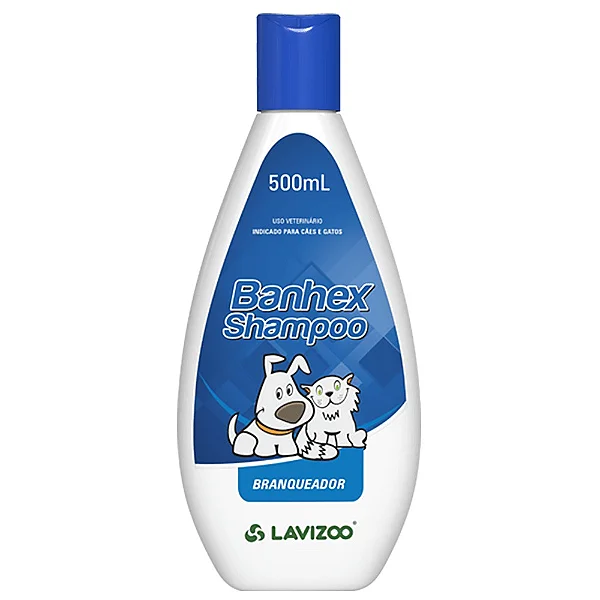 500mL
USO VETERINÁRIO
INDICADO PARA CÃES E GATOS
Banhex
Shampoo
BRANQUEADOR
LAVIZOO®